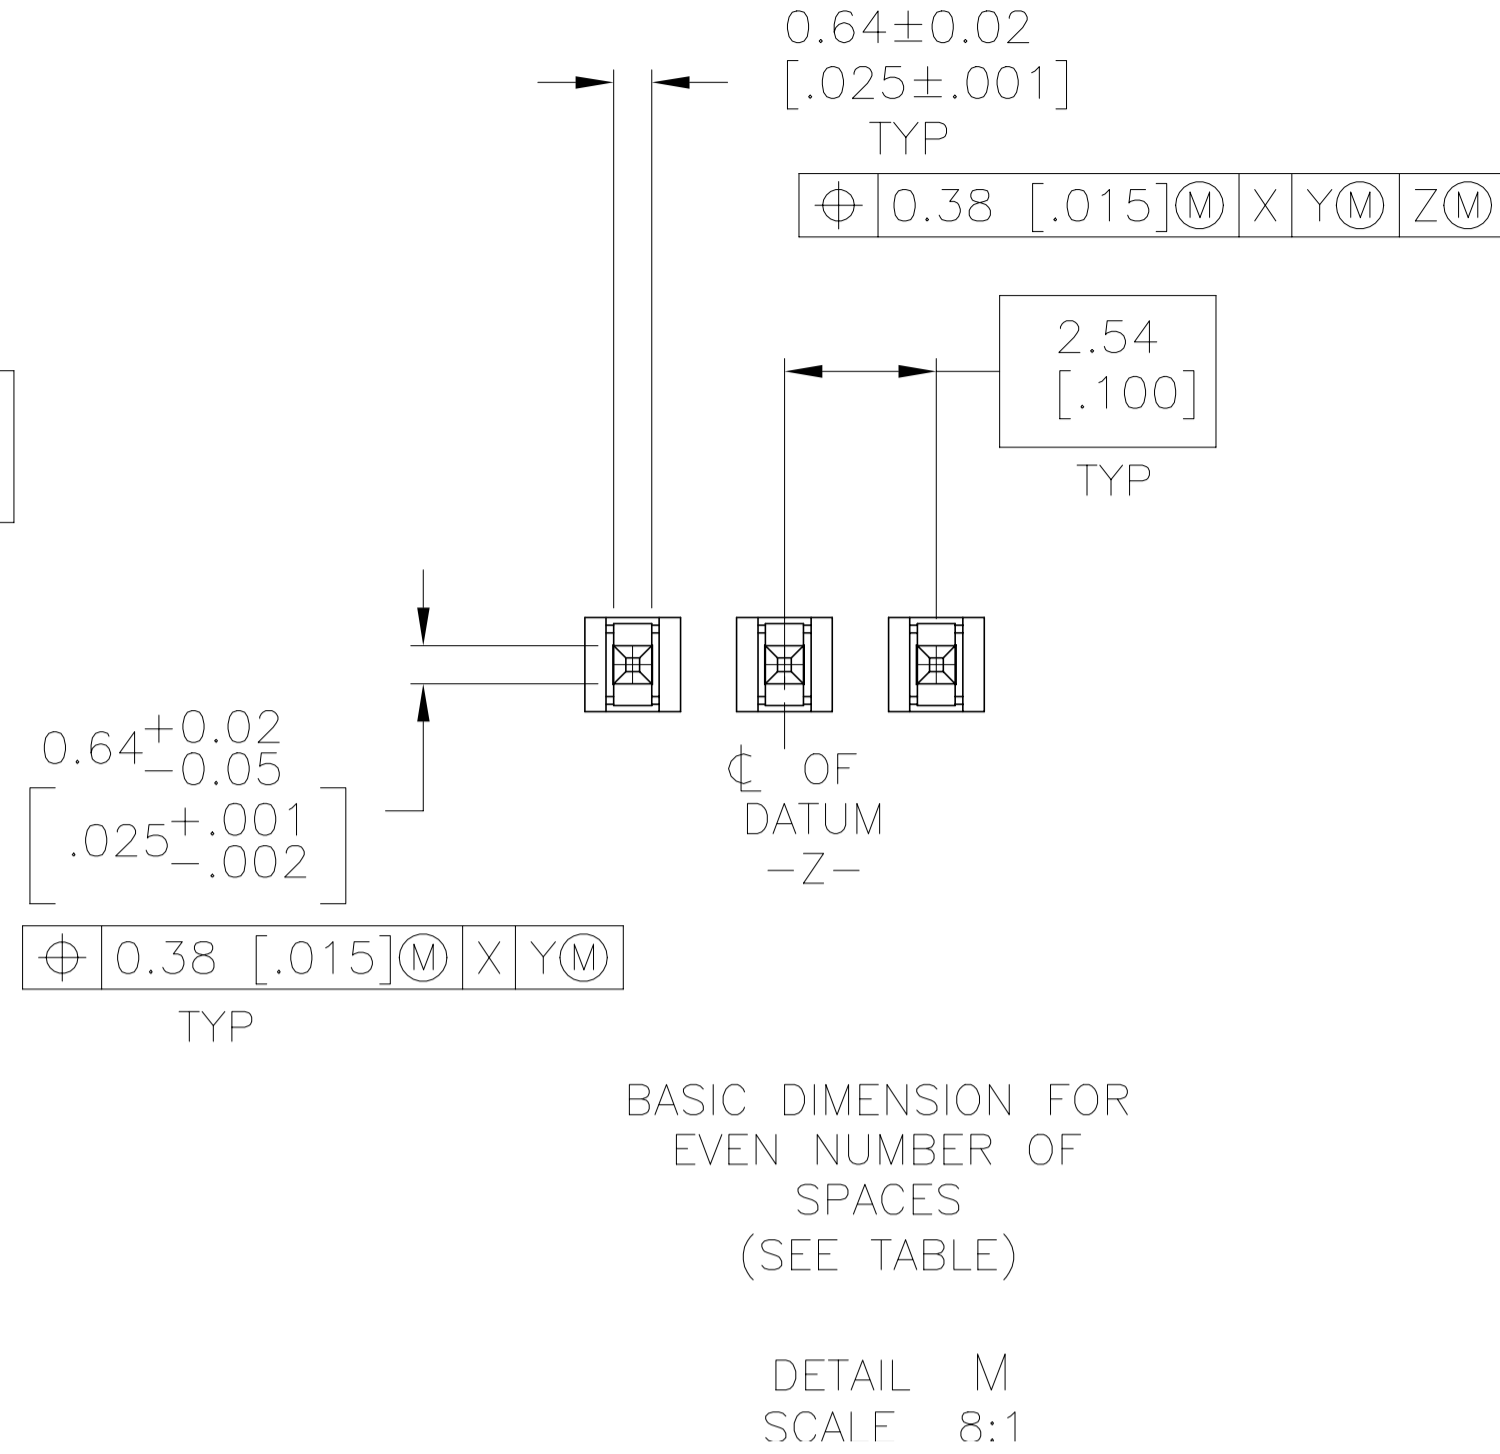 0.64±0.02
[.025±.001]
TYP
⌖ 0.38 [.015]Ⓜ X YⓂ ZⓂ
2.54
[.100]
TYP
0.64 +0.02 -0.05
[.025 +.001 -.002]
⌖ 0.38 [.015]Ⓜ X YⓂ
TYP
℄ OF
DATUM
-Z-
BASIC DIMENSION FOR
EVEN NUMBER OF
SPACES
(SEE TABLE)
DETAIL M
SCALE 8:1